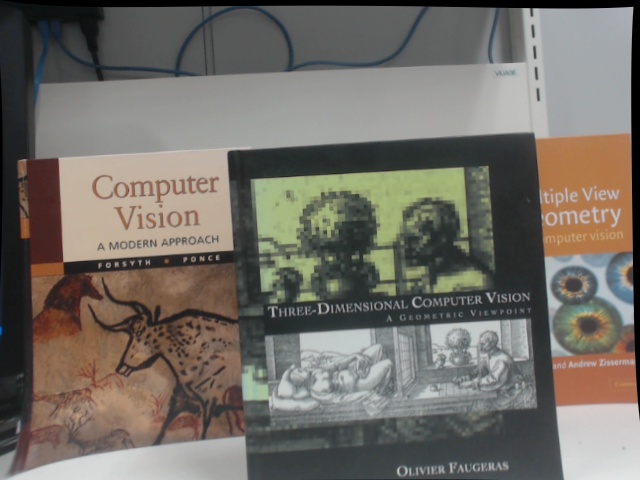 Computer
Vision
A MODERN APPROACH
FORSYTH PONCE
THREE-DIMENSIONAL COMPUTER VISION
A GEOMETRIC VIEWPOINT
OLIVIER FAUGERAS
ltiple View
eometry
mputer vision
and Andrew Zisserma